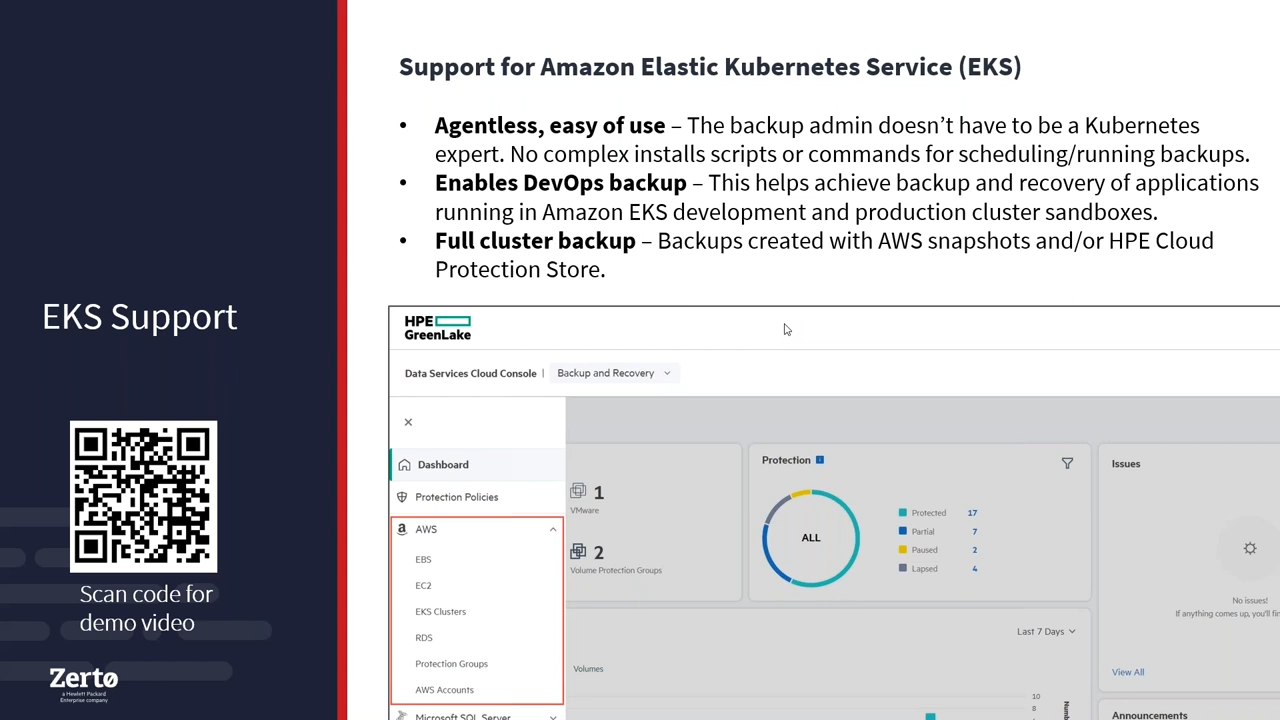 Support for Amazon Elastic Kubernetes Service (EKS)
• Agentless, easy of use – The backup admin doesn’t have to be a Kubernetes
expert. No complex installs scripts or commands for scheduling/running backups.
• Enables DevOps backup – This helps achieve backup and recovery of applications
running in Amazon EKS development and production cluster sandboxes.
• Full cluster backup – Backups created with AWS snapshots and/or HPE Cloud
Protection Store.
EKS Support
Scan code for
demo video
Zerto
a Hewlett Packard
Enterprise company
HPE
GreenLake
Data Services Cloud Console | Backup and Recovery
Dashboard
Protection Policies
AWS
EBS
EC2
EKS Clusters
RDS
Protection Groups
AWS Accounts
Microsoft SQL Server
1
VMware
2
Volume Protection Groups
Protection
ALL
Protected 17
Partial 7
Paused 2
Lapsed 4
Issues
No issues!
If anything comes up, you'll
View All
Last 7 Days
Volumes
10
8
Announcements